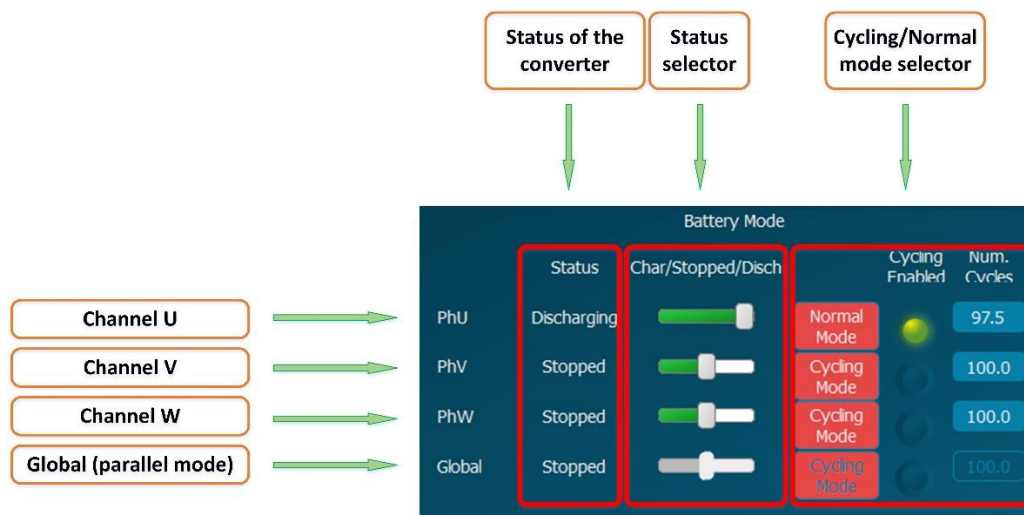 Status of the
converter
Status
selector
Cycling/Normal
mode selector
Battery Mode
Status
Char/Stopped/Disch
Cycling
Enabled
Num.
Cycles
Channel U
PhU
Discharging
Normal
Mode
97.5
Channel V
PhV
Stopped
Cycling
Mode
100.0
Channel W
PhW
Stopped
Cycling
Mode
100.0
Global (parallel mode)
Global
Stopped
Cycling
Mode
100.0